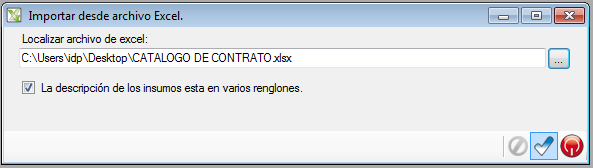 Importar desde archivo Excel.
Localizar archivo de excel:
C:\Users\idp\Desktop\CATALOGO DE CONTRATO.xlsx
...
La descripción de los insumos esta en varios renglones.